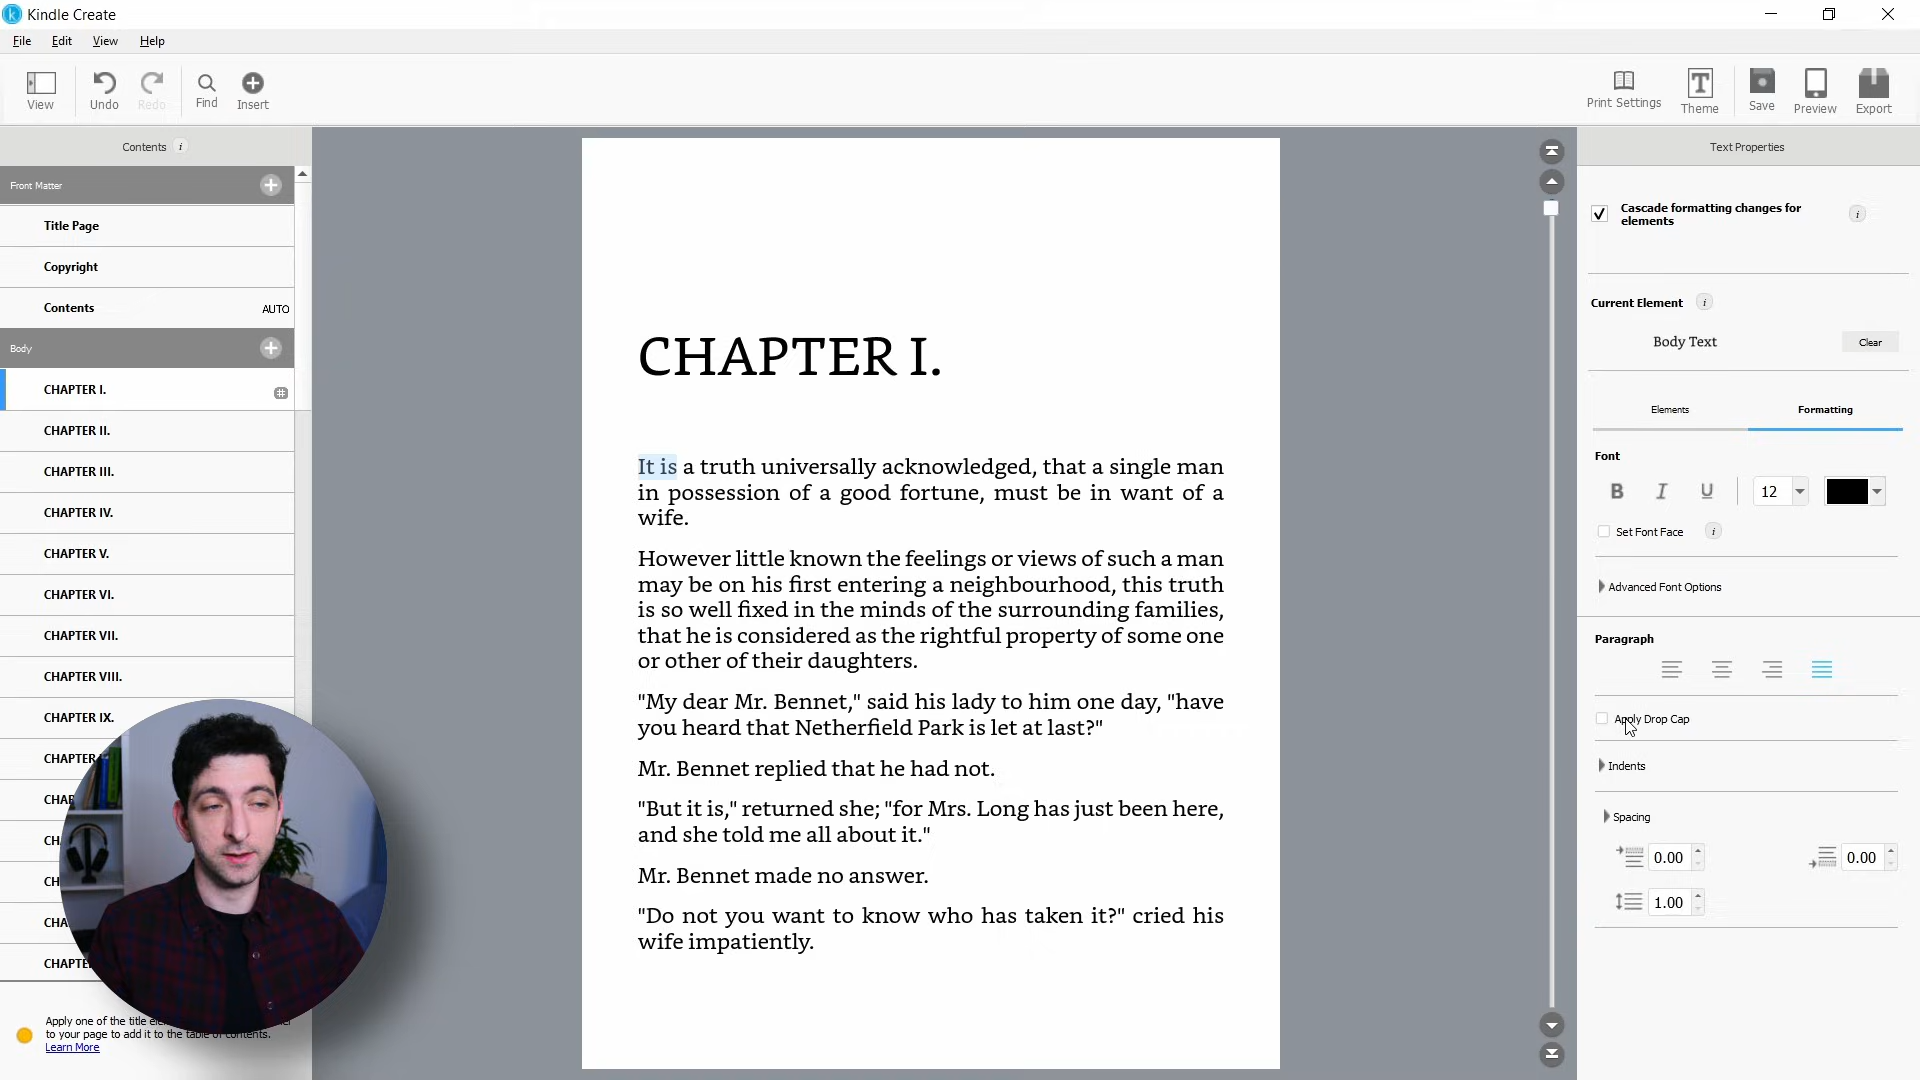 Kindle Create
File Edit View Help
View Undo Redo Find Insert Print Settings Theme Save Preview Export
Contents i
Front Matter
Title Page
Copyright
Contents AUTO
Body
CHAPTER I.
CHAPTER II.
CHAPTER III.
CHAPTER IV.
CHAPTER V.
CHAPTER VI.
CHAPTER VII.
CHAPTER VIII.
CHAPTER IX.
CHAPTER
Apply one of the title
to your page to add it to the table of contents.
Learn More
CHAPTER I.
It is a truth universally acknowledged, that a single man
in possession of a good fortune, must be in want of a
wife.
However little known the feelings or views of such a man
may be on his first entering a neighbourhood, this truth
is so well fixed in the minds of the surrounding families,
that he is considered as the rightful property of some one
or other of their daughters.
"My dear Mr. Bennet," said his lady to him one day, "have
you heard that Netherfield Park is let at last?"
Mr. Bennet replied that he had not.
"But it is," returned she; "for Mrs. Long has just been here,
and she told me all about it."
Mr. Bennet made no answer.
"Do not you want to know who has taken it?" cried his
wife impatiently.
Text Properties
Cascade formatting changes for
elements i
Current Element i
Body Text Clear
Elements Formatting
Font
B I U 12
Set Font Face i
Advanced Font Options
Paragraph
Apply Drop Cap
Indents
Spacing
0.00 0.00
1.00